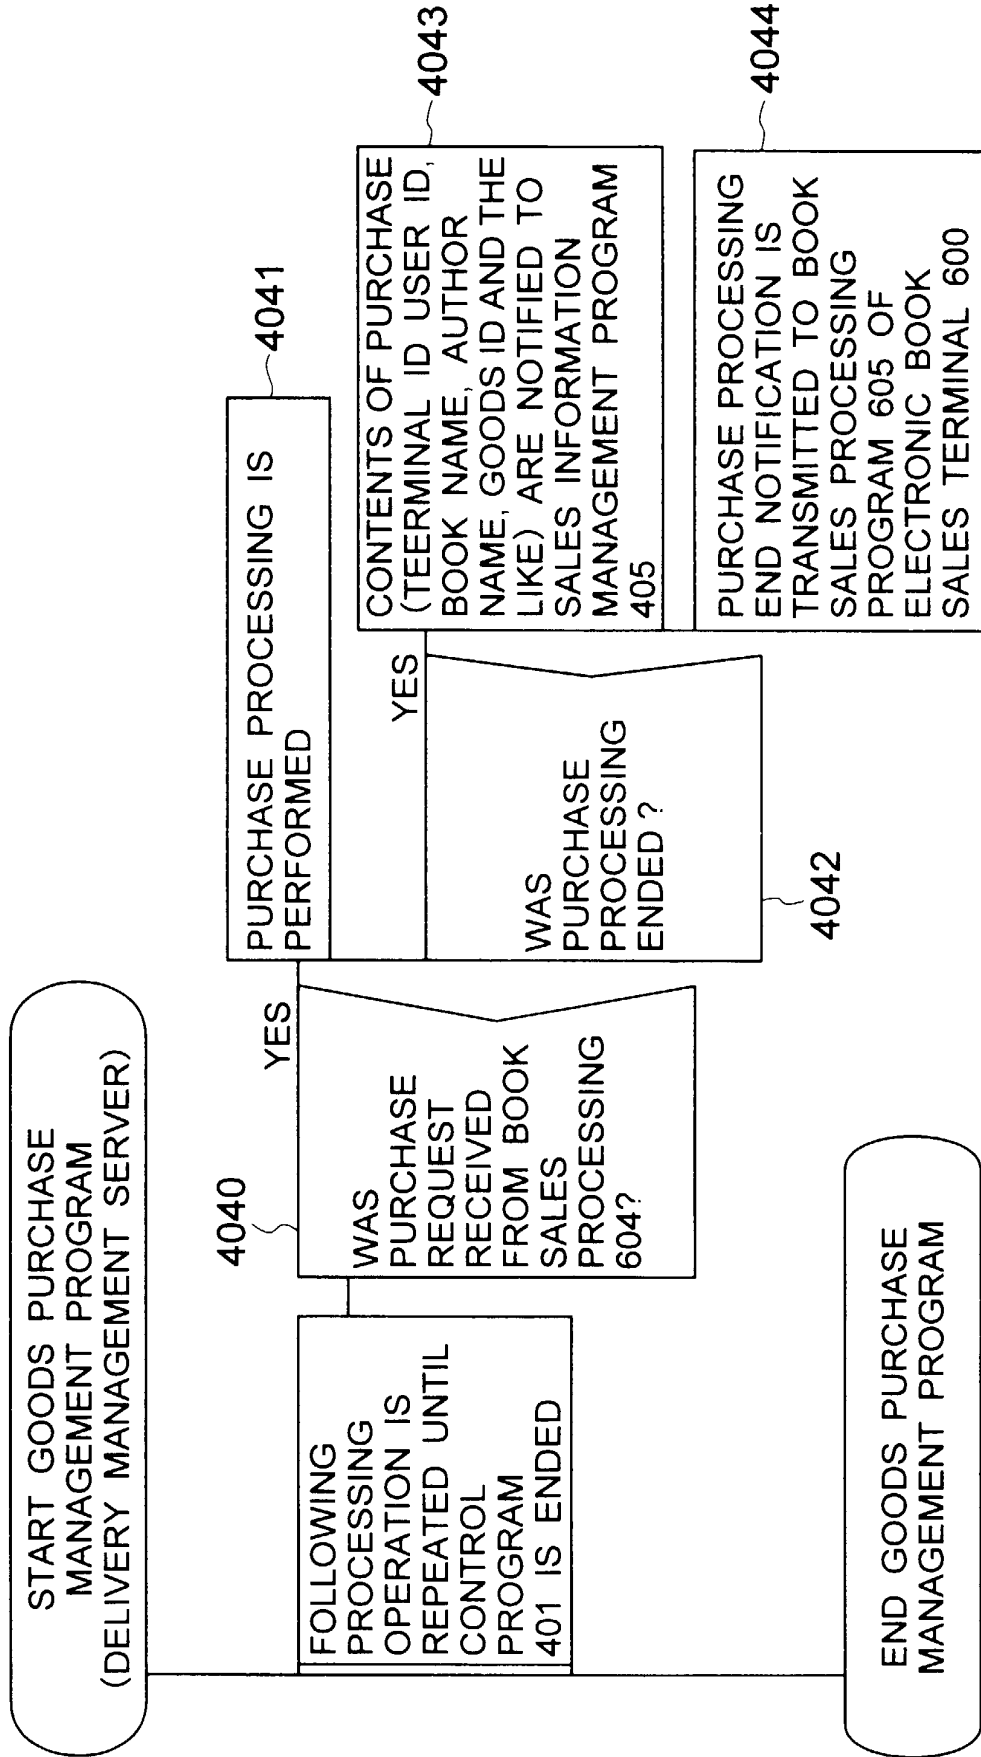 START GOODS PURCHASE
MANAGEMENT PROGRAM
(DELIVERY MANAGEMENT SERVER)
FOLLOWING
PROCESSING
OPERATION IS
REPEATED UNTIL
CONTROL
PROGRAM
401 IS ENDED
4040
WAS
PURCHASE
REQUEST
RECEIVED
FROM BOOK
SALES
PROCESSING
604?
YES
PURCHASE PROCESSING IS
PERFORMED
4041
WAS
PURCHASE
PROCESSING
ENDED ?
4042
YES
CONTENTS OF PURCHASE
(TEERMINAL ID USER ID,
BOOK NAME, AUTHOR
NAME, GOODS ID AND THE
LIKE) ARE NOTIFIED TO
SALES INFORMATION
MANAGEMENT PROGRAM
405
4043
PURCHASE PROCESSING
END NOTIFICATION IS
TRANSMITTED TO BOOK
SALES PROCESSING
PROGRAM 605 OF
ELECTRONIC BOOK
SALES TERMINAL 600
4044
END GOODS PURCHASE
MANAGEMENT PROGRAM